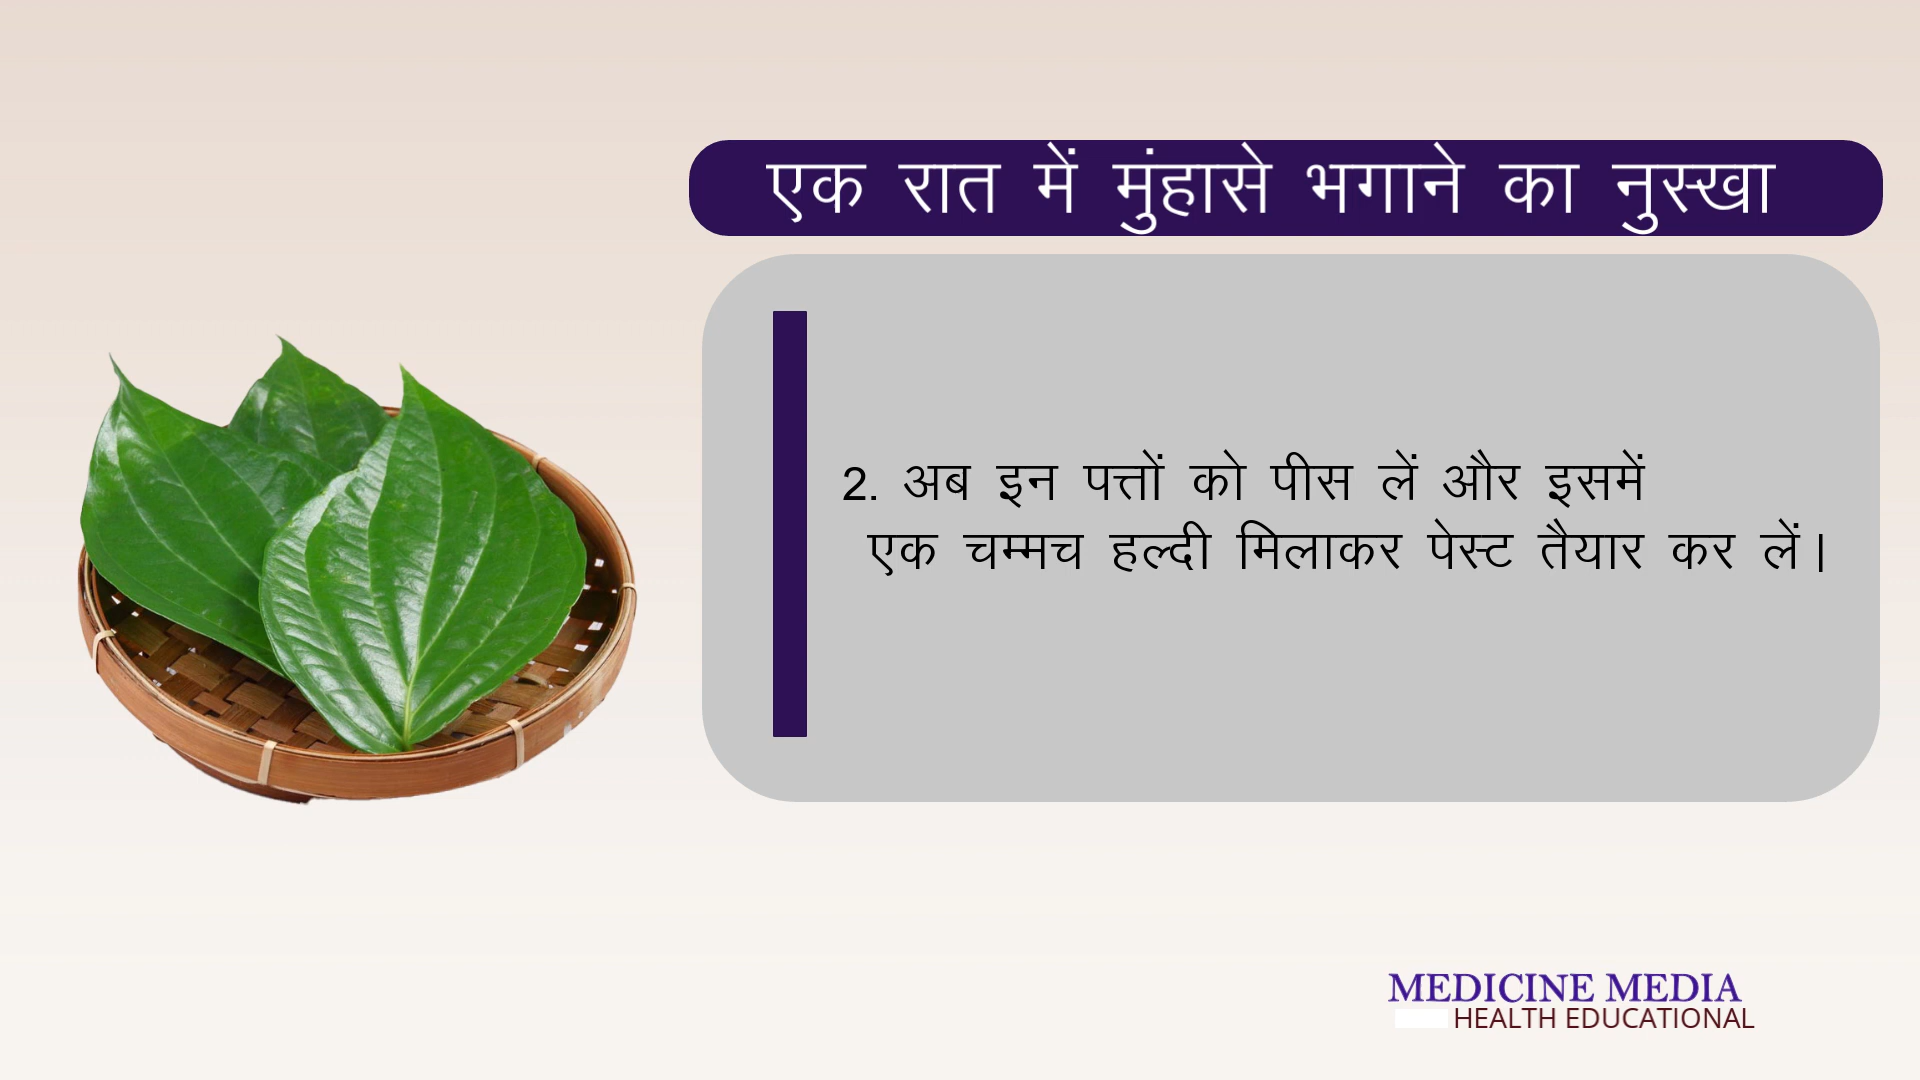 एक रात में मुंहासे भगाने का नुस्खा
2. अब इन पत्तों को पीस लें और इसमें
एक चम्मच हल्दी मिलाकर पेस्ट तैयार कर लें।
MEDICINE MEDIA
HEALTH EDUCATIONAL